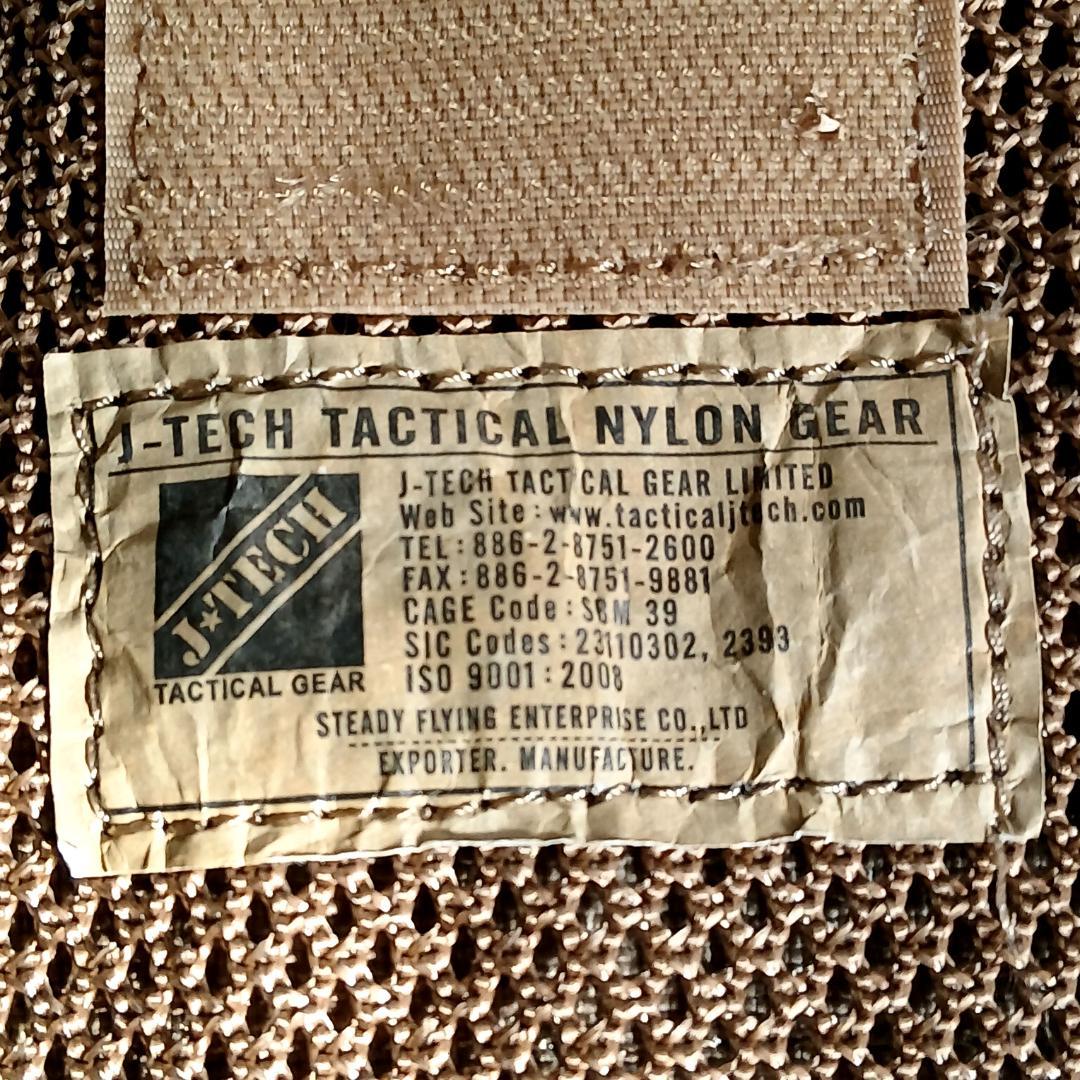 J-TECH TACTICAL NYLON GEAR
J★TECH
TACTICAL GEAR
J-TECH TACTICAL GEAR LIMITED
Web Site:www.tacticaljtech.com
TEL:886-2-8751-2600
FAX:886-2-8751-9881
CAGE Code: 39
SIC Codes:23110302, 2393
ISO 9001:2008
STEADY FLYING ENTERPRISE CO.,LTD
EXPORTER. MANUFACTURE.